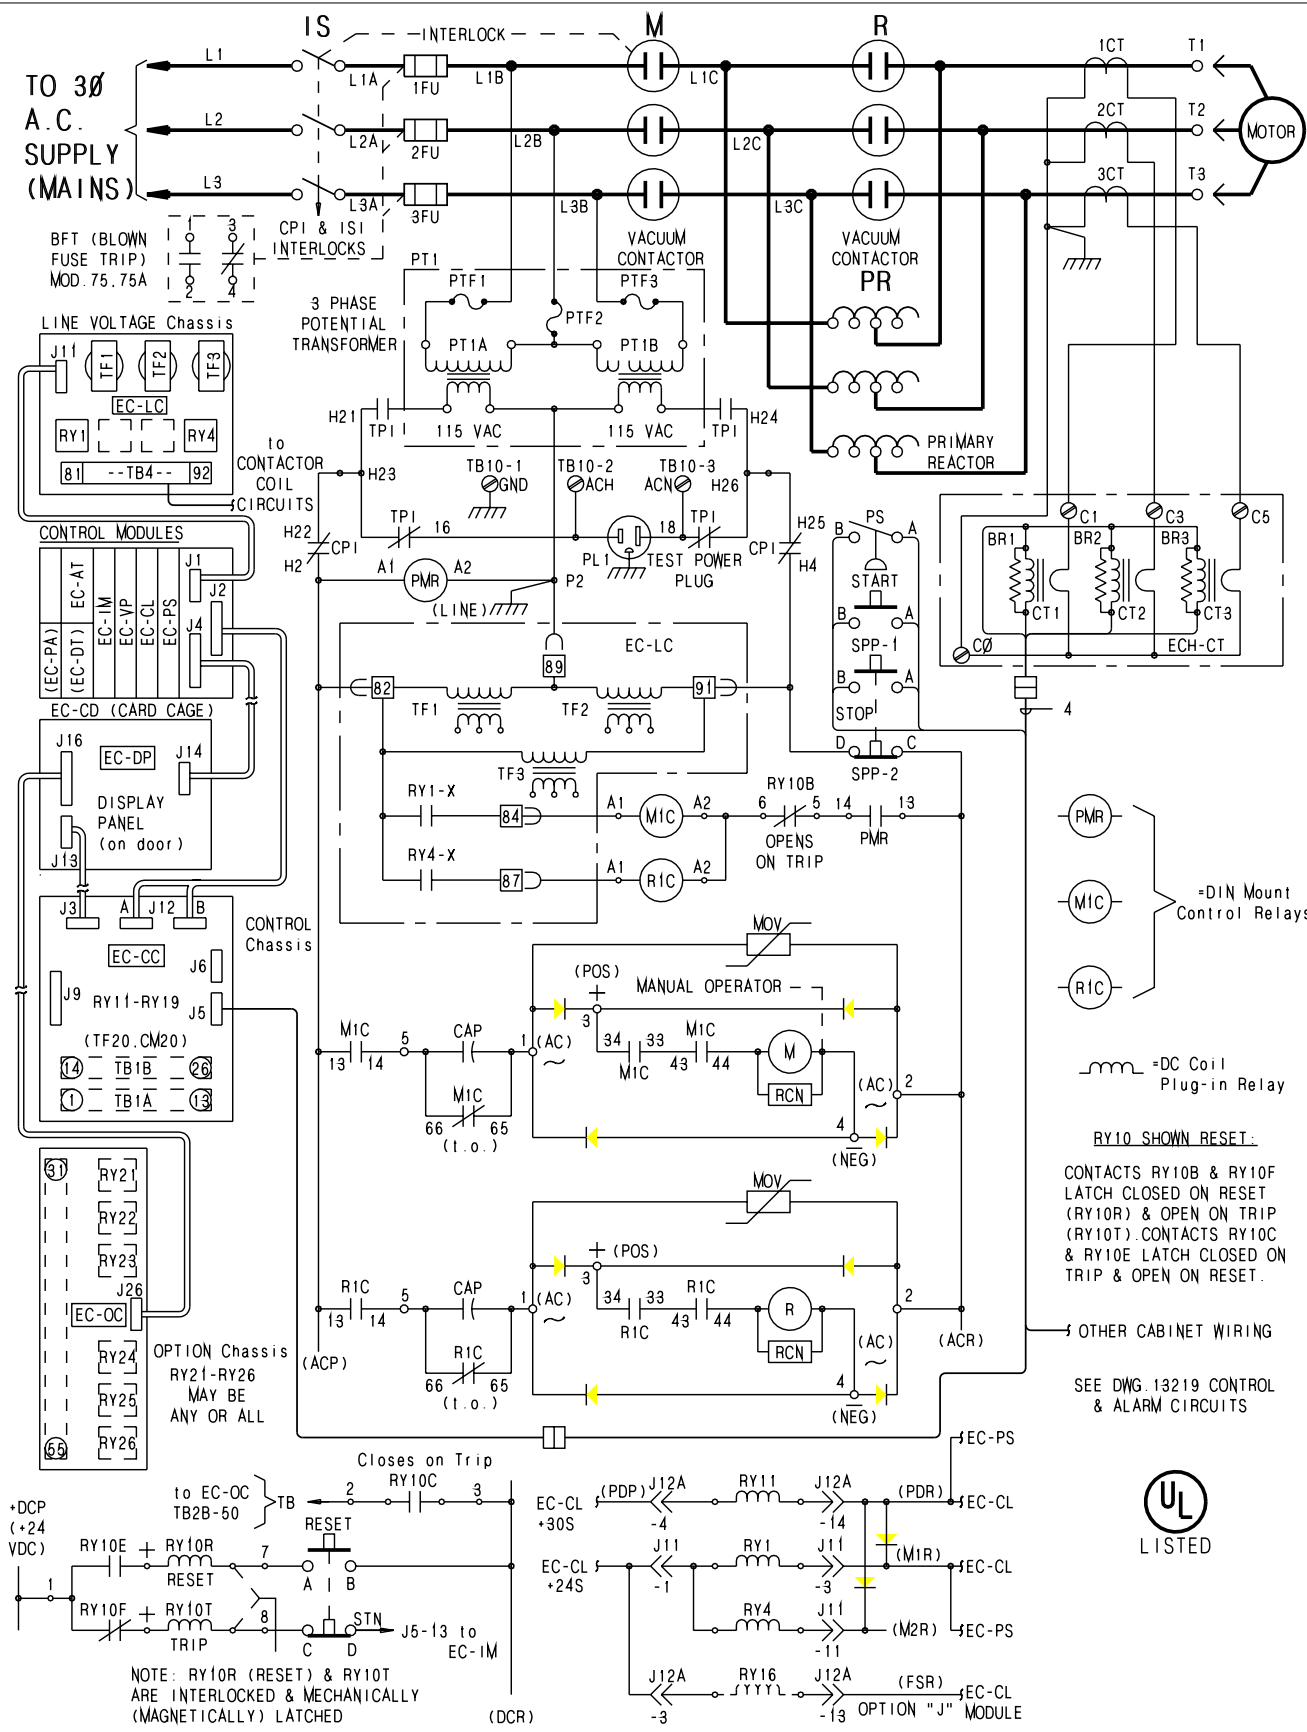 IS
INTERLOCK
M
R
TO 3Ø
A.C.
SUPPLY
(MAINS)
L1
L1A
1FU
L1B
L1C
1CT
T1
L2
L2A
2FU
L2B
L2C
2CT
T2
MOTOR
L3
L3A
3FU
L3B
L3C
3CT
T3
BFT (BLOWN
FUSE TRIP)
MOD.75,75A
1
3
2
4
CPI & ISI
INTERLOCKS
VACUUM
CONTACTOR
VACUUM
CONTACTOR
PR
PT1
PTF1
PTF3
PTF2
3 PHASE
POTENTIAL
TRANSFORMER
PT1A
PT1B
115 VAC
115 VAC
H21
TPI
TPI
H24
PRIMARY
REACTOR
LINE VOLTAGE Chassis
J11
TF1
TF2
TF3
EC-LC
RY1
RY4
81
--TB4--
92
to
CONTACTOR
COIL
CIRCUITS
H23
TB10-1
GND
TB10-2
ACH
TB10-3
ACN
H26
H22
CPI
H2
TPI
16
PL1
18
TPI
TEST POWER
PLUG
H25
CPI
H4
A1
PMR
A2
(LINE)
P2
B
PS
A
START
B
A
SPP-1
B
A
STOP
D
C
SPP-2
C1
C3
C5
BR1
BR2
BR3
CT1
CT2
CT3
CØ
ECH-CT
4
CONTROL MODULES
(EC-PA)
EC-AT
(EC-DT)
EC-IM
EC-VP
EC-CL
EC-PS
J1
J2
J4
EC-CD (CARD CAGE)
EC-LC
82
89
91
TF1
TF2
TF3
J16
EC-DP
J14
DISPLAY
PANEL
(on door)
J13
RY1-X
84
A1
M1C
A2
6
RY10B
5
14
13
OPENS
ON TRIP
PMR
RY4-X
87
A1
R1C
A2
PMR
M1C
R1C
=DIN Mount
Control Relays
J3
A
J12
B
CONTROL
Chassis
EC-CC
J6
J9
RY11-RY19
J5
(TF20,CM20)
14
TB1B
26
1
TB1A
13
MOV
(POS)
+
3
MANUAL OPERATOR
M1C
13
14
5
CAP
1
(AC)
~
34
33
M1C
M1C
43
44
M
RCN
(AC)
~
2
M1C
66
65
(t.o.)
4
(NEG)
=DC Coil
Plug-in Relay
RY10 SHOWN RESET:
CONTACTS RY10B & RY10F
LATCH CLOSED ON RESET
(RY10R) & OPEN ON TRIP
(RY10T).CONTACTS RY10C
& RY10E LATCH CLOSED ON
TRIP & OPEN ON RESET.
MOV
+ (POS)
3
R1C
13
14
5
CAP
1
(AC)
~
34
33
R1C
R1C
43
44
R
RCN
(AC)
~
2
R1C
66
65
(t.o.)
4
(NEG)
(ACP)
(ACR)
OTHER CABINET WIRING
SEE DWG.13219 CONTROL
& ALARM CIRCUITS
31
RY21
RY22
RY23
J26
EC-OC
RY24
RY25
RY26
55
OPTION Chassis
RY21-RY26
MAY BE
ANY OR ALL
Closes on Trip
to EC-OC
TB2B-50
TB
2
RY10C
3
+DCP
(+24
VDC)
1
RY10E
+
RY10R
RESET
7
RESET
A
B
RY10F
+
RY10T
TRIP
8
C
D
STN
J5-13 to
EC-IM
NOTE: RY10R (RESET) & RY10T
ARE INTERLOCKED & MECHANICALLY
(MAGNETICALLY) LATCHED
(DCR)
EC-PS
EC-CL
+30S
(PDP)
J12A
-4
RY11
J12A
-14
(PDR)
EC-CL
EC-CL
+24S
J11
-1
RY1
J11
-3
(M1R)
EC-CL
RY4
J11
-11
(M2R)
EC-PS
J12A
-3
RY16
J12A
-13
(FSR)
OPTION "J"
EC-CL
MODULE
UL
LISTED